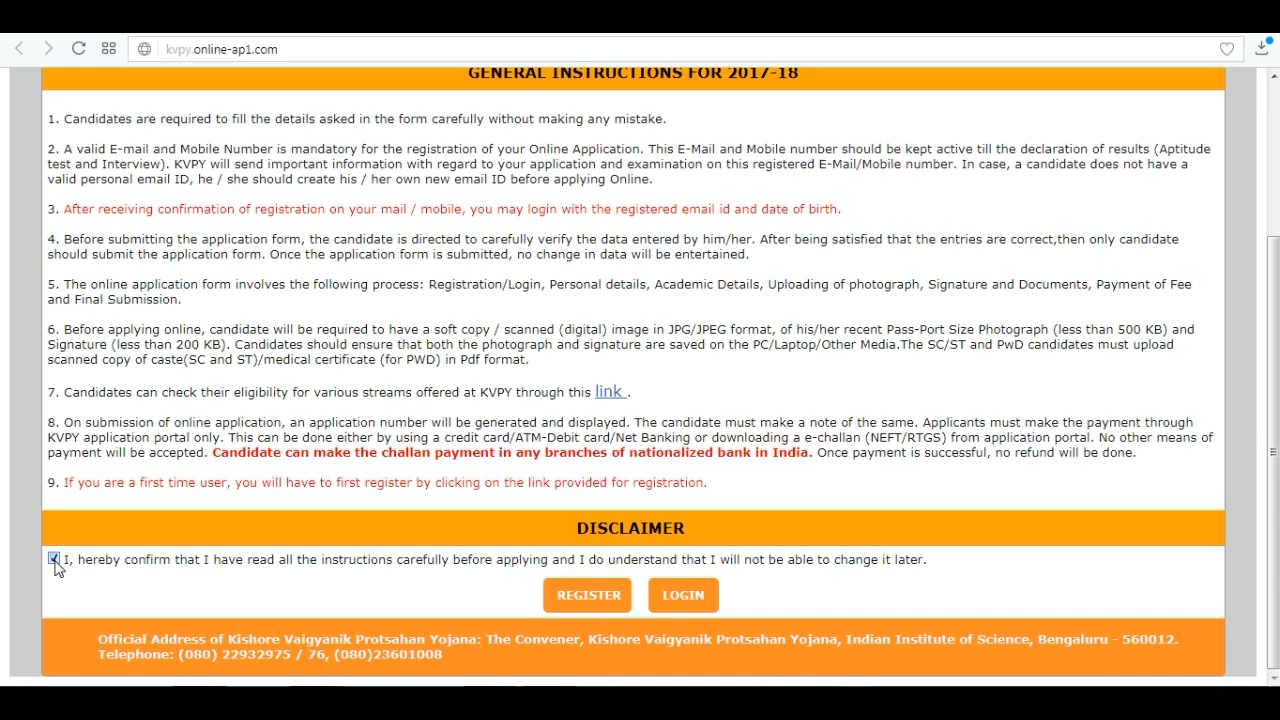 kvpy.online-ap1.com
GENERAL INSTRUCTIONS FOR 2017-18
1. Candidates are required to fill the details asked in the form carefully without making any mistake.
2. A valid E-mail and Mobile Number is mandatory for the registration of your Online Application. This E-Mail and Mobile number should be kept active till the declaration of results (Aptitude
test and Interview). KVPY will send important information with regard to your application and examination on this registered E-Mail/Mobile number. In case, a candidate does not have a
valid personal email ID, he / she should create his / her own new email ID before applying Online.
3. After receiving confirmation of registration on your mail / mobile, you may login with the registered email id and date of birth.
4. Before submitting the application form, the candidate is directed to carefully verify the data entered by him/her. After being satisfied that the entries are correct,then only candidate
should submit the application form. Once the application form is submitted, no change in data will be entertained.
5. The online application form involves the following process: Registration/Login, Personal details, Academic Details, Uploading of photograph, Signature and Documents, Payment of Fee
and Final Submission.
6. Before applying online, candidate will be required to have a soft copy / scanned (digital) image in JPG/JPEG format, of his/her recent Pass-Port Size Photograph (less than 500 KB) and
Signature (less than 200 KB). Candidates should ensure that both the photograph and signature are saved on the PC/Laptop/Other Media.The SC/ST and PwD candidates must upload
scanned copy of caste(SC and ST)/medical certificate (for PWD) in Pdf format.
7. Candidates can check their eligibility for various streams offered at KVPY through this link .
8. On submission of online application, an application number will be generated and displayed. The candidate must make a note of the same. Applicants must make the payment through
KVPY application portal only. This can be done either by using a credit card/ATM-Debit card/Net Banking or downloading a e-challan (NEFT/RTGS) from application portal. No other means of
payment will be accepted. Candidate can make the challan payment in any branches of nationalized bank in India. Once payment is successful, no refund will be done.
9. If you are a first time user, you will have to first register by clicking on the link provided for registration.
DISCLAIMER
I, hereby confirm that I have read all the instructions carefully before applying and I do understand that I will not be able to change it later.
REGISTER LOGIN
Official Address of Kishore Vaigyanik Protsahan Yojana: The Convener, Kishore Vaigyanik Protsahan Yojana, Indian Institute of Science, Bengaluru - 560012.
Telephone: (080) 22932975 / 76, (080)23601008